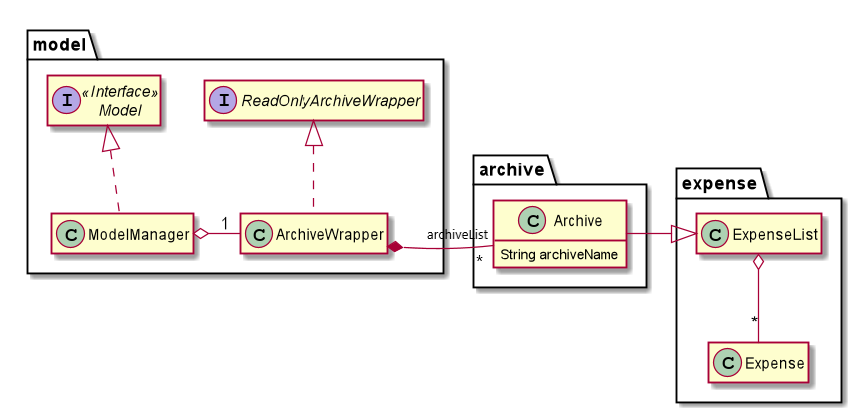 model
I
«Interface»
Model
I ReadOnlyArchiveWrapper
C ModelManager
1
C ArchiveWrapper
archiveList
*
archive
C Archive
String archiveName
expense
C ExpenseList
*
C Expense